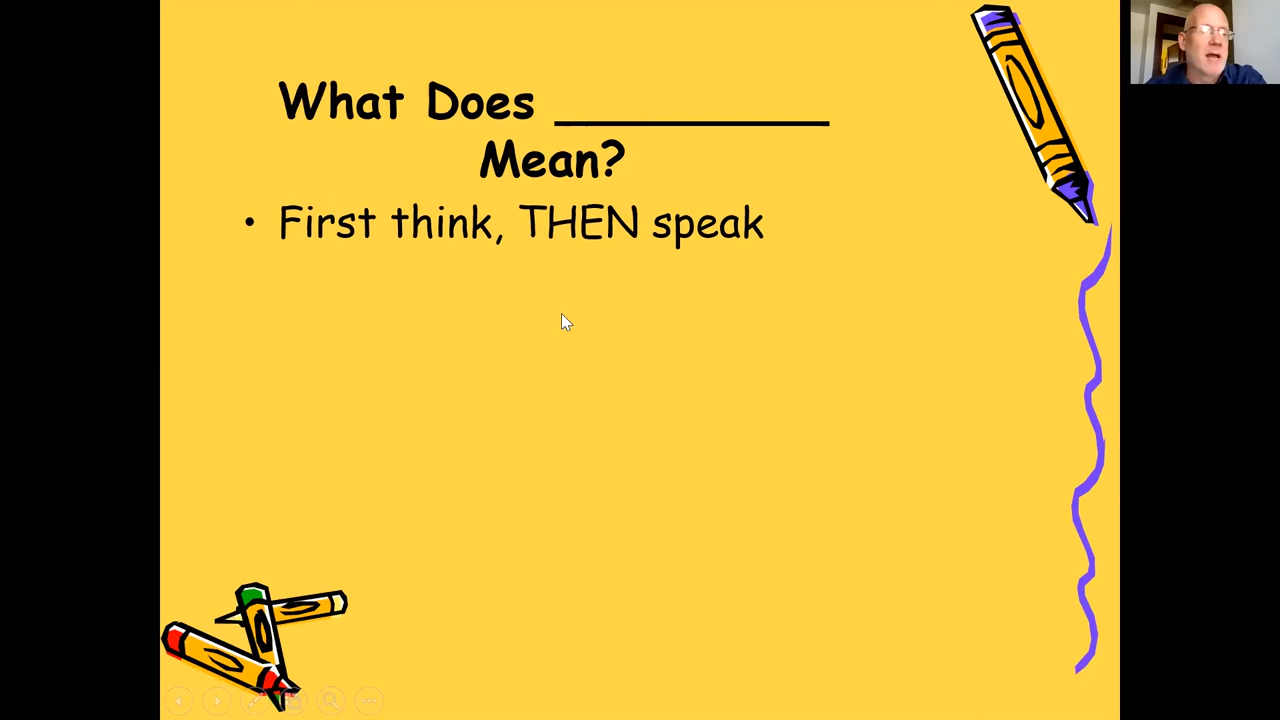 What Does ___________
Mean?
• First think, THEN speak